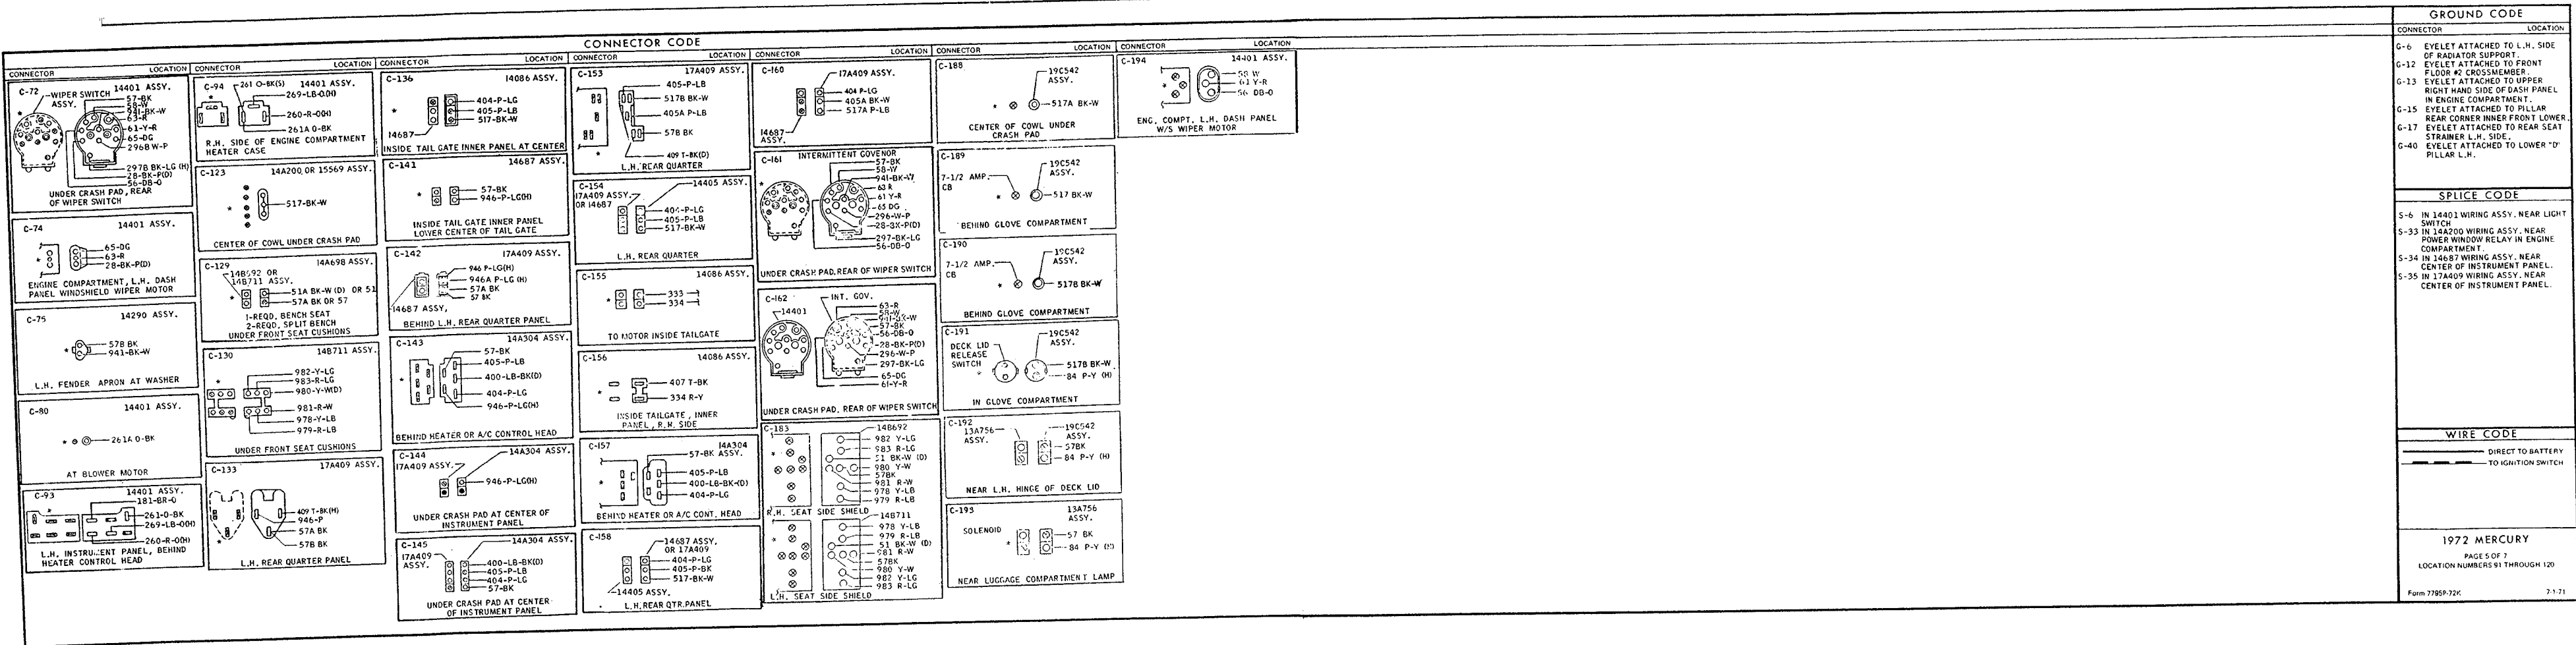 CONNECTOR CODE
CONNECTOR LOCATION
C-72 14401 ASSY.
WIPER SWITCH ASSY.
57-BK
58-W
941-BK-W
63-R
61-Y-R
65-DG
296B W-P
297B BK-LG (H)
28-BK-P(D)
56-DB-O
UNDER CRASH PAD, REAR
OF WIPER SWITCH
C-74 14401 ASSY.
65-DG
63-R
28-BK-P(D)
ENGINE COMPARTMENT, L.H. DASH
PANEL WINDSHIELD WIPER MOTOR
C-75 14290 ASSY.
57B BK
941-BK-W
L.H. FENDER APRON AT WASHER
C-80 14401 ASSY.
261A O-BK
AT BLOWER MOTOR
C-93 14401 ASSY.
181-BR-O
261-O-BK
269-LB-O(H)
260-R-O(H)
L.H. INSTRUMENT PANEL, BEHIND
HEATER CONTROL HEAD
CONNECTOR LOCATION
C-94 261 O-BK(S) 14401 ASSY.
269-LB-O(H)
260-R-O(H)
261A O-BK
R.H. SIDE OF ENGINE COMPARTMENT
HEATER CASE
C-123 14A200, OR 15569 ASSY.
517-BK-W
CENTER OF COWL UNDER CRASH PAD
C-129 14A698 ASSY.
14B692 OR
14B711 ASSY.
51A BK-W (D) OR 51
57A BK OR 57
1-REQD. BENCH SEAT
2-REQD. SPLIT BENCH
UNDER FRONT SEAT CUSHIONS
C-130 14B711 ASSY.
982-Y-LG
983-R-LG
980-Y-W(D)
981-R-W
978-Y-LB
979-R-LB
UNDER FRONT SEAT CUSHIONS
C-133 17A409 ASSY.
409 T-BK(H)
946-P
57A BK
57B BK
L.H. REAR QUARTER PANEL
CONNECTOR LOCATION
C-136 14086 ASSY.
404-P-LG
405-P-LB
517-BK-W
14687
INSIDE TAIL GATE INNER PANEL AT CENTER
C-141 14687 ASSY.
57-BK
946-P-LG(H)
INSIDE TAIL GATE INNER PANEL
LOWER CENTER OF TAIL GATE
C-142 17A409 ASSY.
946 P-LG(H)
946A P-LG (H)
57A BK
57 BK
14687 ASSY.
BEHIND L.H. REAR QUARTER PANEL
C-143 14A304 ASSY.
57-BK
405-P-LB
400-LB-BK(D)
404-P-LG
946-P-LG(H)
BEHIND HEATER OR A/C CONTROL HEAD
C-144 14A304 ASSY.
17A409 ASSY.
946-P-LG(H)
UNDER CRASH PAD AT CENTER OF
INSTRUMENT PANEL
C-145 14A304 ASSY.
17A409
ASSY.
400-LB-BK(D)
405-P-LB
404-P-LG
57-BK
UNDER CRASH PAD AT CENTER
OF INSTRUMENT PANEL
CONNECTOR LOCATION
C-153 17A409 ASSY.
405-P-LB
517B BK-W
405A P-LB
57B BK
409 T-BK(D)
L.H. REAR QUARTER
C-154 14405 ASSY.
17A409 ASSY.
OR 14687
404-P-LG
405-P-LB
517-BK-W
L.H. REAR QUARTER
C-155 14086 ASSY.
333
334
TO MOTOR INSIDE TAILGATE
C-156 14086 ASSY.
407 T-BK
334 R-Y
INSIDE TAILGATE, INNER
PANEL, R.H. SIDE
C-157 14A304
57-BK ASSY.
405-P-LB
400-LB-BK-(D)
404-P-LG
BEHIND HEATER OR A/C CONT. HEAD
C-158 14687 ASSY.
OR 17A409
404-P-LG
405-P-BK
517-BK-W
14405 ASSY.
L.H. REAR QTR. PANEL
CONNECTOR LOCATION
C-160 17A409 ASSY.
404 P-LG
405A BK-W
517A P-LB
14687
ASSY.
C-161 INTERMITTENT GOVENOR
57-BK
58-W
941-BK-W
63 R
61 Y-R
65 DG
296-W-P
28-BK-P(D)
297-BK-LG
56-DB-O
UNDER CRASH PAD, REAR OF WIPER SWITCH
C-162 INT. GOV.
14401
63-R
58-W
941-BK-W
57-BK
56-DB-O
28-BK-P(D)
296-W-P
297-BK-LG
65-DG
61-Y-R
UNDER CRASH PAD, REAR OF WIPER SWITCH
C-183 14B692
982 Y-LG
983 R-LG
51 BK-W (D)
980 Y-W
57BK
981 R-W
978 Y-LB
979 R-LB
R.H. SEAT SIDE SHIELD
14B711
978 Y-LB
979 R-LB
51 BK-W (D)
981 R-W
57BK
980 Y-W
982 Y-LG
983 R-LG
L.H. SEAT SIDE SHIELD
CONNECTOR LOCATION
C-188 19C542
ASSY.
517A BK-W
CENTER OF COWL UNDER
CRASH PAD
C-189 19C542
ASSY.
7-1/2 AMP.
CB
517 BK-W
BEHIND GLOVE COMPARTMENT
C-190 19C542
ASSY.
7-1/2 AMP.
CB
517B BK-W
BEHIND GLOVE COMPARTMENT
C-191 19C542
ASSY.
DECK LID
RELEASE
SWITCH
517B BK-W
84 P-Y (H)
IN GLOVE COMPARTMENT
C-192
13A756
ASSY.
19C542
ASSY.
57BK
84 P-Y (H)
NEAR L.H. HINGE OF DECK LID
C-193 13A756
ASSY.
SOLENOID
57 BK
84 P-Y (H)
NEAR LUGGAGE COMPARTMENT LAMP
CONNECTOR LOCATION
C-194 14401 ASSY.
58 W
61 Y-R
56 DB-O
ENG. COMPT. L.H. DASH PANEL
W/S WIPER MOTOR
GROUND CODE
CONNECTOR LOCATION
G-6 EYELET ATTACHED TO L.H. SIDE
OF RADIATOR SUPPORT.
G-12 EYELET ATTACHED TO FRONT
FLOOR #2 CROSSMEMBER.
G-13 EYELET ATTACHED TO UPPER
RIGHT HAND SIDE OF DASH PANEL
IN ENGINE COMPARTMENT.
G-15 EYELET ATTACHED TO PILLAR
REAR CORNER INNER FRONT LOWER.
G-17 EYELET ATTACHED TO REAR SEAT
STRAINER L.H. SIDE.
G-40 EYELET ATTACHED TO LOWER "D"
PILLAR L.H.
SPLICE CODE
S-6 IN 14401 WIRING ASSY. NEAR LIGHT
SWITCH
S-33 IN 14A200 WIRING ASSY. NEAR
POWER WINDOW RELAY IN ENGINE
COMPARTMENT.
S-34 IN 14687 WIRING ASSY. NEAR
CENTER OF INSTRUMENT PANEL.
S-35 IN 17A409 WIRING ASSY. NEAR
CENTER OF INSTRUMENT PANEL.
WIRE CODE
DIRECT TO BATTERY
TO IGNITION SWITCH
1972 MERCURY
PAGE 5 OF 7
LOCATION NUMBERS 91 THROUGH 120
Form 7795P-72K 7-1-71